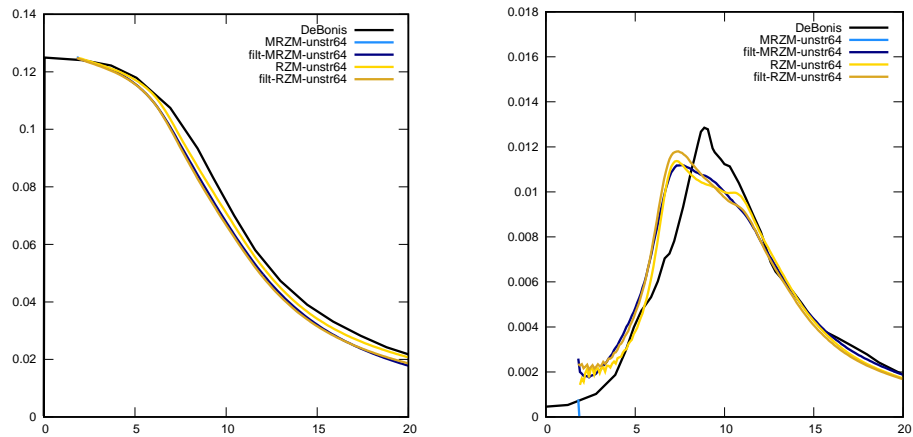 0.14
0.12
0.1
0.08
0.06
0.04
0.02
0
0
5
10
15
20
DeBonis
MRZM-unstr64
filt-MRZM-unstr64
RZM-unstr64
filt-RZM-unstr64
0.018
0.016
0.014
0.012
0.01
0.008
0.006
0.004
0.002
0
0
5
10
15
20
DeBonis
MRZM-unstr64
filt-MRZM-unstr64
RZM-unstr64
filt-RZM-unstr64